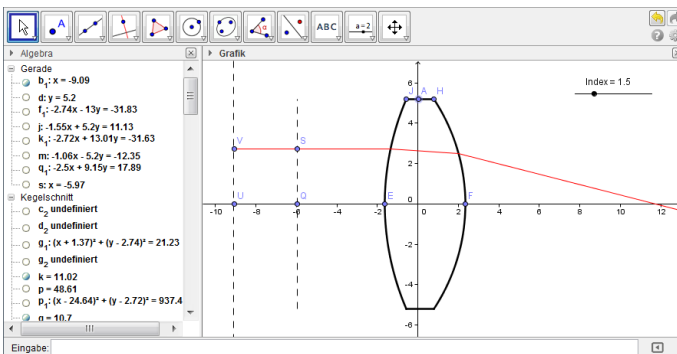 ABC a=2
Algebra
Grafik
Gerade
b₁: x = -9.09
d: y = 5.2
f₁: -2.74x - 13y = -31.83
j: -1.55x + 5.2y = 11.13
k₁: -2.72x + 13.01y = -31.63
m: -1.06x - 5.2y = -12.35
q₁: -2.5x + 9.15y = 17.89
s: x = -5.97
Kegelschnitt
c₂ undefiniert
d₂ undefiniert
g₁: (x + 1.37)² + (y - 2.74)² = 21.23
g₂ undefiniert
k = 11.02
p = 48.61
p₁: (x - 24.64)² + (y - 2.72)² = 937.4
q = 10.7
Index = 1.5
J A H
V S
U Q E F
6
4
2
-10 -8 -6 -4 -2 0 0 2 4 6 8 10 12
-2
-4
-6
Eingabe: